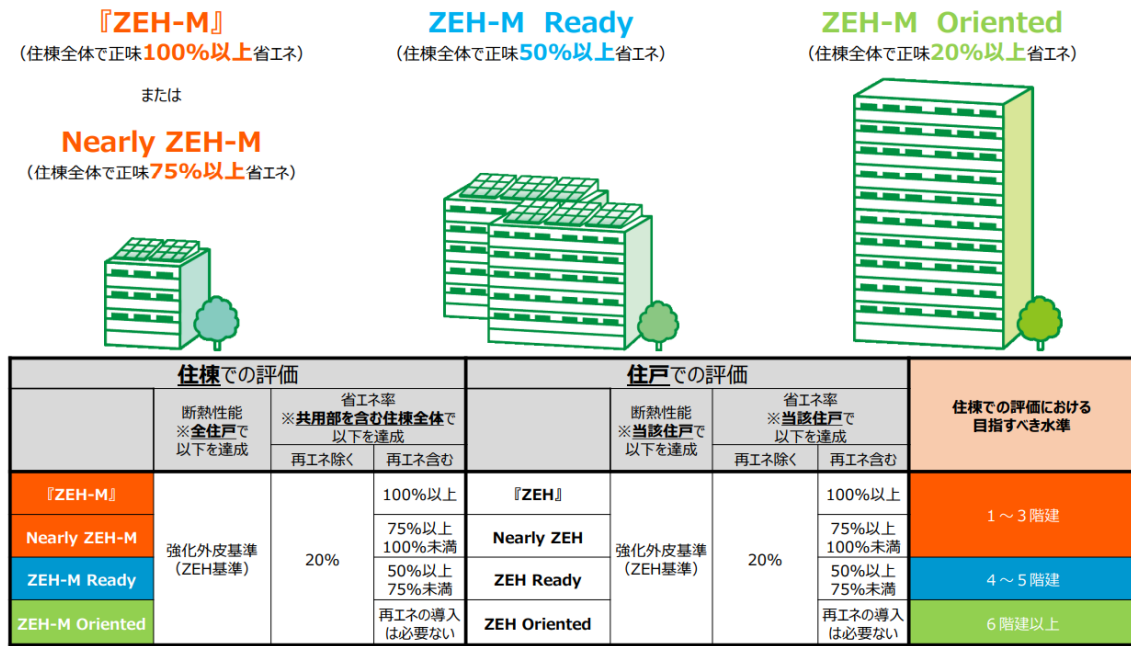 『ZEH-M』
(住棟全体で正味100%以上省エネ)
または
Nearly ZEH-M
(住棟全体で正味75%以上省エネ)
ZEH-M Ready
(住棟全体で正味50%以上省エネ)
ZEH-M Oriented
(住棟全体で正味20%以上省エネ)
住棟での評価
断熱性能
※全住戸で
以下を達成
省エネ率
※共用部を含む住棟全体で
以下を達成
再エネ除く
再エネ含む
住戸での評価
断熱性能
※当該住戸で
以下を達成
省エネ率
※当該住戸で
以下を達成
再エネ除く
再エネ含む
住棟での評価における
目指すべき水準
『ZEH-M』
Nearly ZEH-M
ZEH-M Ready
ZEH-M Oriented
強化外皮基準
(ZEH基準)
20%
100%以上
75%以上
100%未満
50%以上
75%未満
再エネの導入
は必要ない
『ZEH』
Nearly ZEH
ZEH Ready
ZEH Oriented
強化外皮基準
(ZEH基準)
20%
100%以上
75%以上
100%未満
50%以上
75%未満
再エネの導入
は必要ない
1～3階建
4～5階建
6階建以上